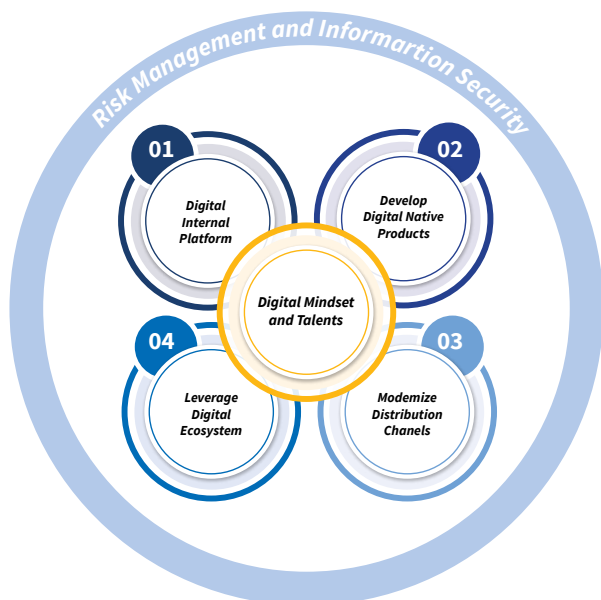 Risk Management and Informartion Security
01
Digital
Internal
Platform
02
Develop
Digital Native
Products
Digital Mindset
and Talents
04
Leverage
Digital
Ecosystem
03
Modemize
Distribution
Chanels